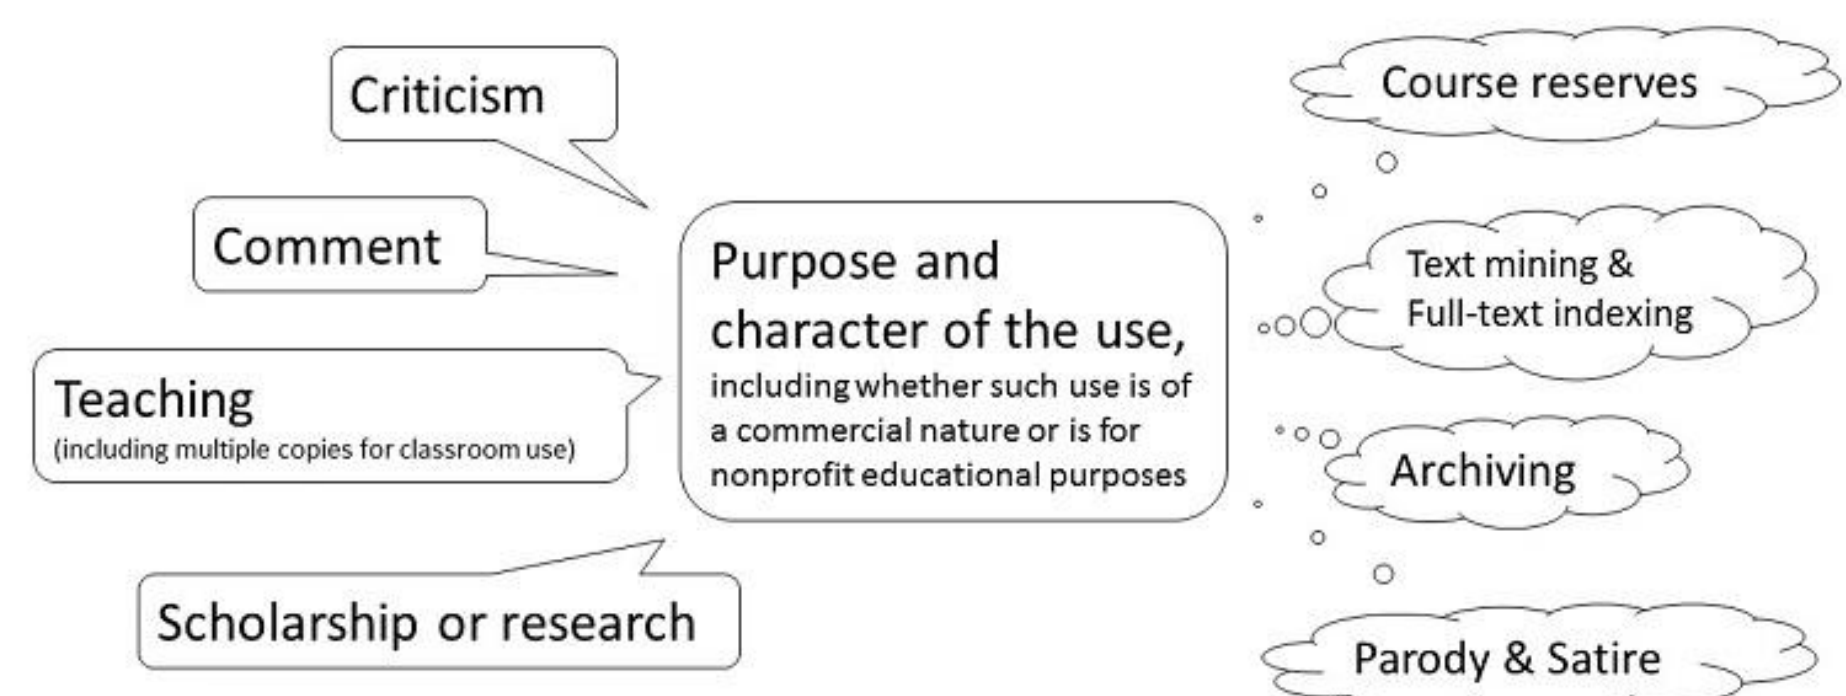 Criticism
Comment
Teaching
(including multiple copies for classroom use)
Scholarship or research
Purpose and
character of the use,
including whether such use is of
a commercial nature or is for
nonprofit educational purposes
Course reserves
Text mining &
Full-text indexing
Archiving
Parody & Satire